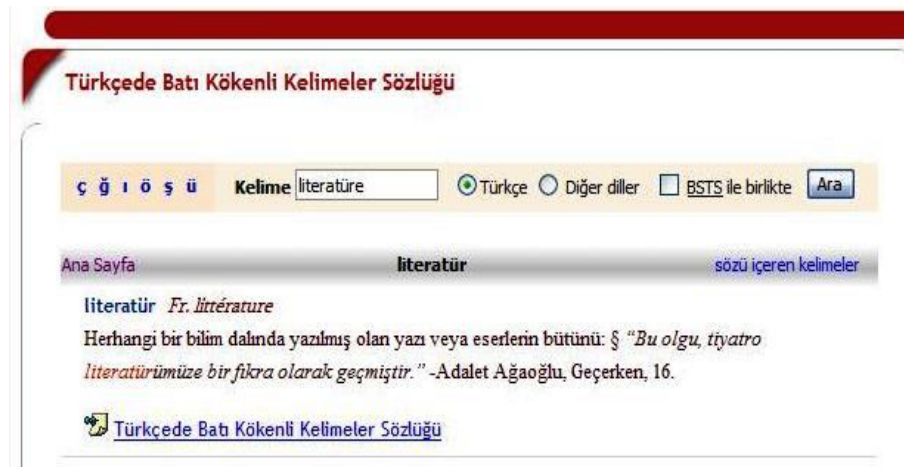 Türkçede Batı Kökenli Kelimeler Sözlüğü
ç ğ ı ö ş ü Kelime literatüre Türkçe Diğer diller BSTS ile birlikte Ara
Ana Sayfa literatür sözü içeren kelimeler
literatür Fr. littérature
Herhangi bir bilim dalında yazılmış olan yazı veya eserlerin bütünü: § “Bu olgu, tiyatro
literatürümüze bir fıkra olarak geçmiştir.” -Adalet Ağaoğlu, Geçerken, 16.
Türkçede Batı Kökenli Kelimeler Sözlüğü